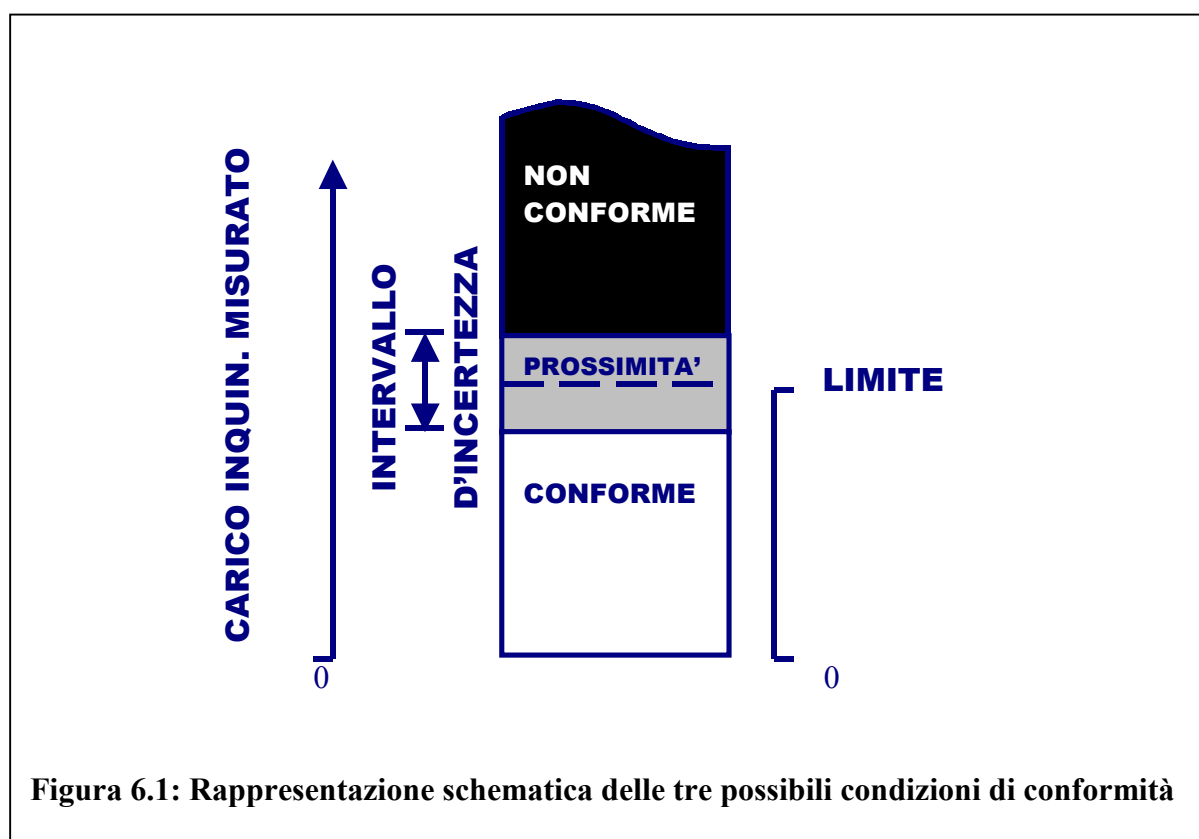 CARICO INQUIN. MISURATO
INTERVALLO
D'INCERTEZZA
NON
CONFORME
PROSSIMITA’
CONFORME
LIMITE
0
0
Figura 6.1: Rappresentazione schematica delle tre possibili condizioni di conformità